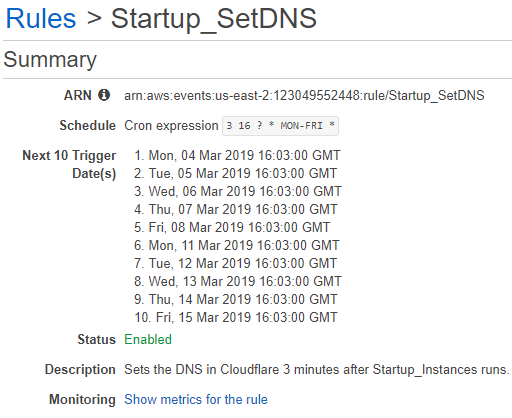 Rules > Startup_SetDNS
Summary
ARN arn:aws:events:us-east-2:123049552448:rule/Startup_SetDNS
Schedule Cron expression 3 16 ? * MON-FRI *
Next 10 Trigger Date(s)
1. Mon, 04 Mar 2019 16:03:00 GMT
2. Tue, 05 Mar 2019 16:03:00 GMT
3. Wed, 06 Mar 2019 16:03:00 GMT
4. Thu, 07 Mar 2019 16:03:00 GMT
5. Fri, 08 Mar 2019 16:03:00 GMT
6. Mon, 11 Mar 2019 16:03:00 GMT
7. Tue, 12 Mar 2019 16:03:00 GMT
8. Wed, 13 Mar 2019 16:03:00 GMT
9. Thu, 14 Mar 2019 16:03:00 GMT
10. Fri, 15 Mar 2019 16:03:00 GMT
Status Enabled
Description Sets the DNS in Cloudflare 3 minutes after Startup_Instances runs.
Monitoring Show metrics for the rule